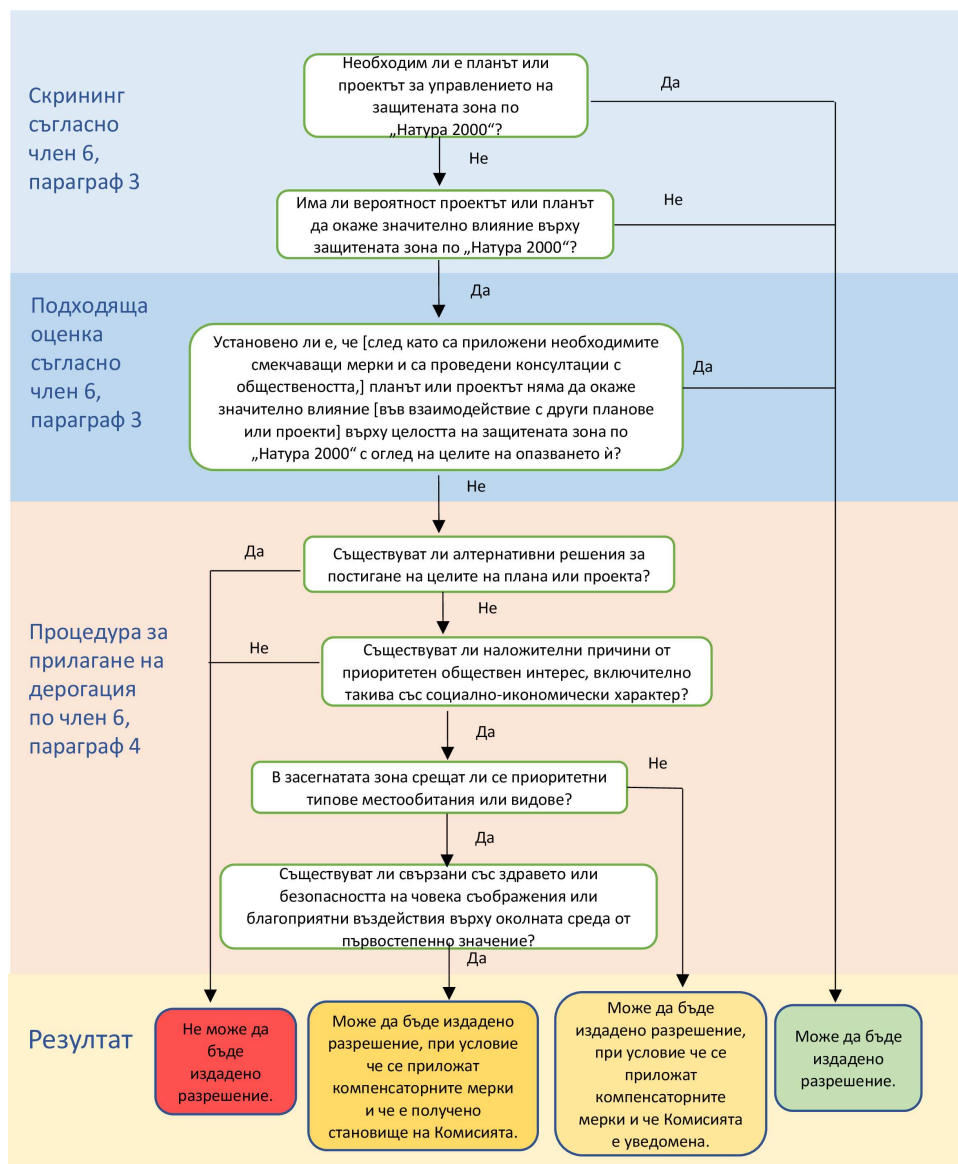 Скрининг
съгласно
член 6,
параграф 3
Необходим ли е планът или
проектът за управлението на
защитената зона по
„Натура 2000“?
Да
Не
Има ли вероятност проектът или планът
да окаже значително влияние върху
защитената зона по „Натура 2000“?
Не
Да
Подходяща
оценка
съгласно
член 6,
параграф 3
Установено ли е, че [след като са приложени необходимите
смекчаващи мерки и са проведени консултации с
обществеността,] планът или проектът няма да окаже
значително влияние [във взаимодействие с други планове
или проекти] върху целостта на защитената зона по
„Натура 2000“ с оглед на целите на опазването ѝ?
Да
Не
Процедура за
прилагане на
дерогация
по член 6,
параграф 4
Съществуват ли алтернативни решения за
постигане на целите на плана или проекта?
Да
Не
Съществуват ли наложителни причини от
приоритетен обществен интерес, включително
такива със социално-икономически характер?
Не
Да
В засегнатата зона срещат ли се приоритетни
типове местообитания или видове?
Не
Да
Съществуват ли свързани със здравето или
безопасността на човека съображения или
благоприятни въздействия върху околната среда от
първостепенно значение?
Да
Резултат
Не може да
бъде
издадено
разрешение.
Може да бъде издадено
разрешение, при условие
че се приложат
компенсаторните мерки
и че е получено
становище на Комисията.
Може да бъде
издадено разрешение,
при условие че се
приложат
компенсаторните
мерки и че Комисията
е уведомена.
Може да бъде
издадено
разрешение.